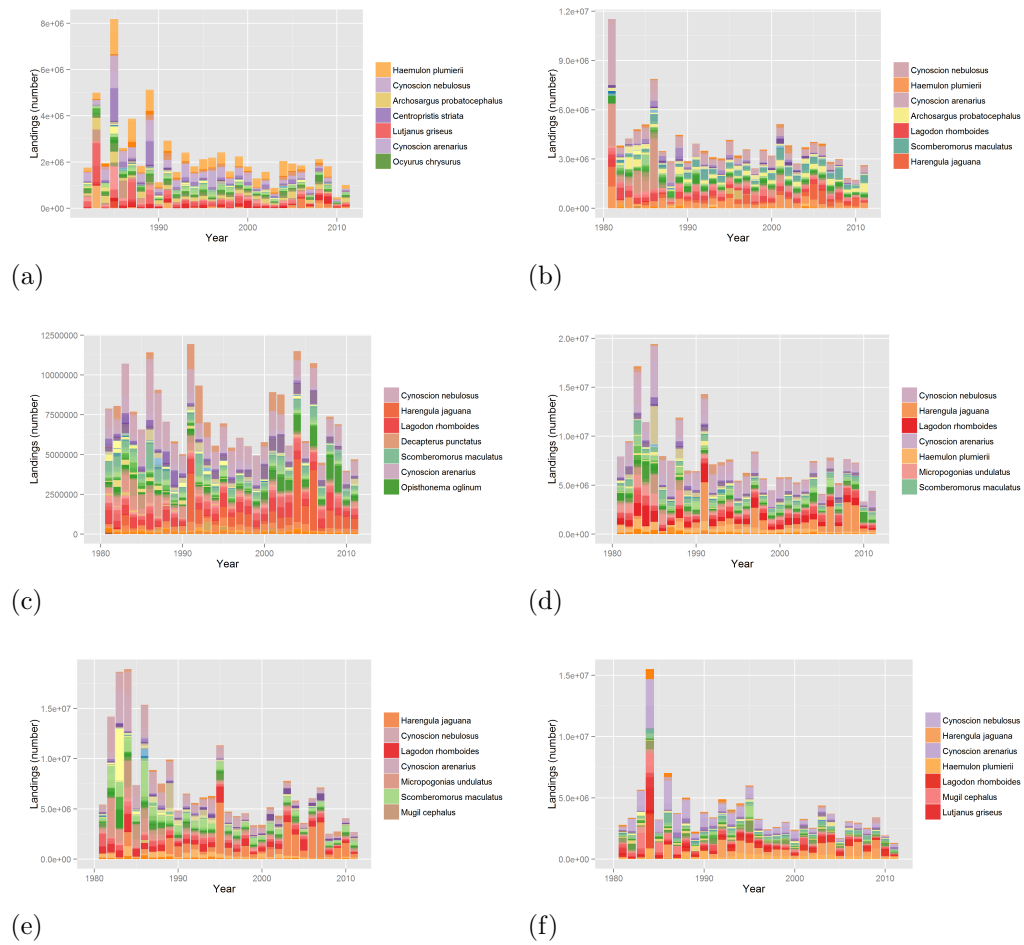 8e+06
6e+06
4e+06
2e+06
0e+00
Landings (number)
1990
2000
2010
Year
Haemulon plumierii
Cynoscion nebulosus
Archosargus probatocephalus
Centropristis striata
Lutjanus griseus
Cynoscion arenarius
Ocyurus chrysurus
(a)
1.2e+07
9.0e+06
6.0e+06
3.0e+06
0.0e+00
Landings (number)
1980
1990
2000
2010
Year
Cynoscion nebulosus
Haemulon plumierii
Cynoscion arenarius
Archosargus probatocephalus
Lagodon rhomboides
Scomberomorus maculatus
Harengula jaguana
(b)
12500000
10000000
7500000
5000000
2500000
0
Landings (number)
1980
1990
2000
2010
Year
Cynoscion nebulosus
Harengula jaguana
Lagodon rhomboides
Decapterus punctatus
Scomberomorus maculatus
Cynoscion arenarius
Opisthonema oglinum
(c)
2.0e+07
1.5e+07
1.0e+07
5.0e+06
0.0e+00
Landings (number)
1980
1990
2000
2010
Year
Cynoscion nebulosus
Harengula jaguana
Lagodon rhomboides
Cynoscion arenarius
Haemulon plumierii
Micropogonias undulatus
Scomberomorus maculatus
(d)
1.5e+07
1.0e+07
5.0e+06
0.0e+00
Landings (number)
1980
1990
2000
2010
Year
Harengula jaguana
Cynoscion nebulosus
Lagodon rhomboides
Cynoscion arenarius
Micropogonias undulatus
Scomberomorus maculatus
Mugil cephalus
(e)
1.5e+07
1.0e+07
5.0e+06
0.0e+00
Landings (number)
1980
1990
2000
2010
Year
Cynoscion nebulosus
Harengula jaguana
Cynoscion arenarius
Haemulon plumierii
Lagodon rhomboides
Mugil cephalus
Lutjanus griseus
(f)